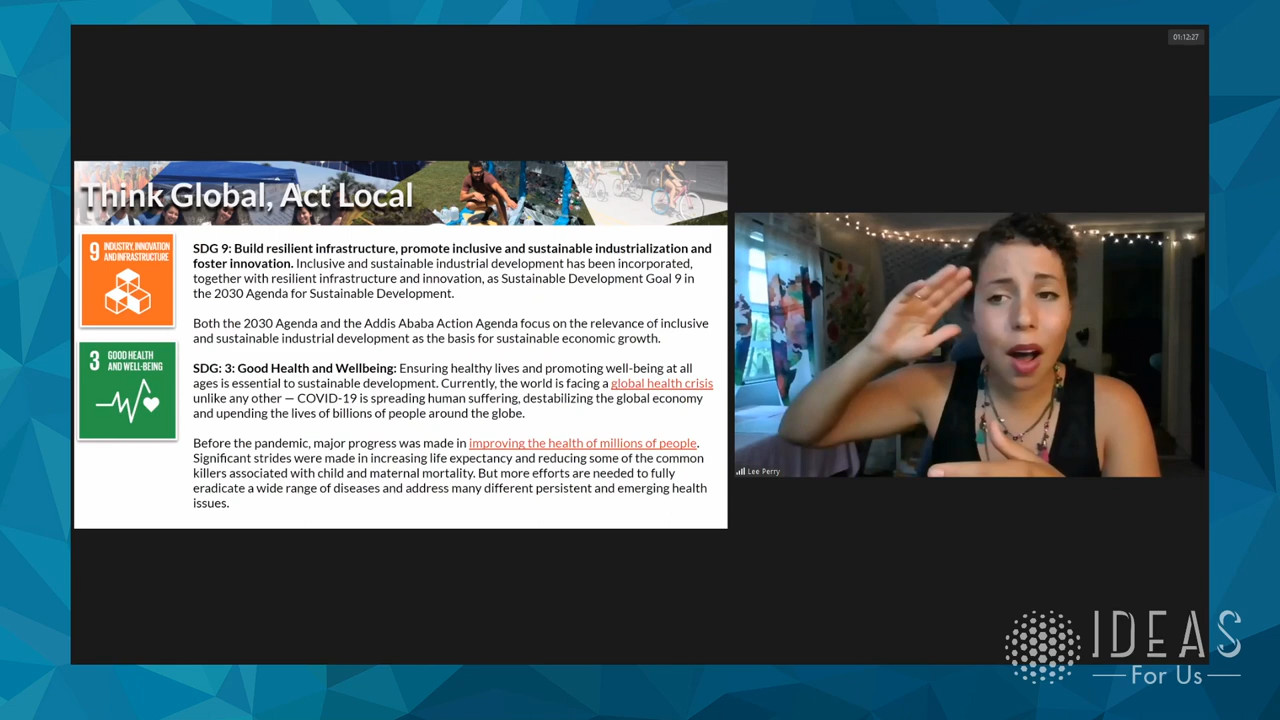 01:12:27
Think Global, Act Local
9 INDUSTRY, INNOVATION
AND INFRASTRUCTURE
SDG 9: Build resilient infrastructure, promote inclusive and sustainable industrialization and
foster innovation. Inclusive and sustainable industrial development has been incorporated,
together with resilient infrastructure and innovation, as Sustainable Development Goal 9 in
the 2030 Agenda for Sustainable Development.
Both the 2030 Agenda and the Addis Ababa Action Agenda focus on the relevance of inclusive
and sustainable industrial development as the basis for sustainable economic growth.
3 GOOD HEALTH
AND WELL-BEING
SDG: 3: Good Health and Wellbeing: Ensuring healthy lives and promoting well-being at all
ages is essential to sustainable development. Currently, the world is facing a global health crisis
unlike any other — COVID-19 is spreading human suffering, destabilizing the global economy
and upending the lives of billions of people around the globe.
Before the pandemic, major progress was made in improving the health of millions of people.
Significant strides were made in increasing life expectancy and reducing some of the common
killers associated with child and maternal mortality. But more efforts are needed to fully
eradicate a wide range of diseases and address many different persistent and emerging health
issues.
Lee Perry
IDEAS
For Us